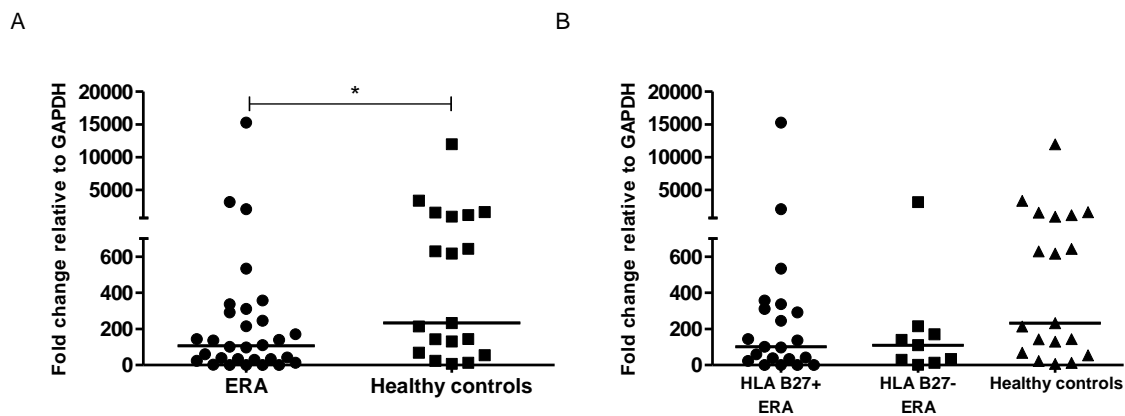 A
Fold change relative to GAPDH
20000
15000
10000
5000
600
400
200
0
*
ERA
Healthy controls
B
Fold change relative to GAPDH
20000
15000
10000
5000
600
400
200
0
HLA B27+
ERA
HLA B27-
ERA
Healthy controls